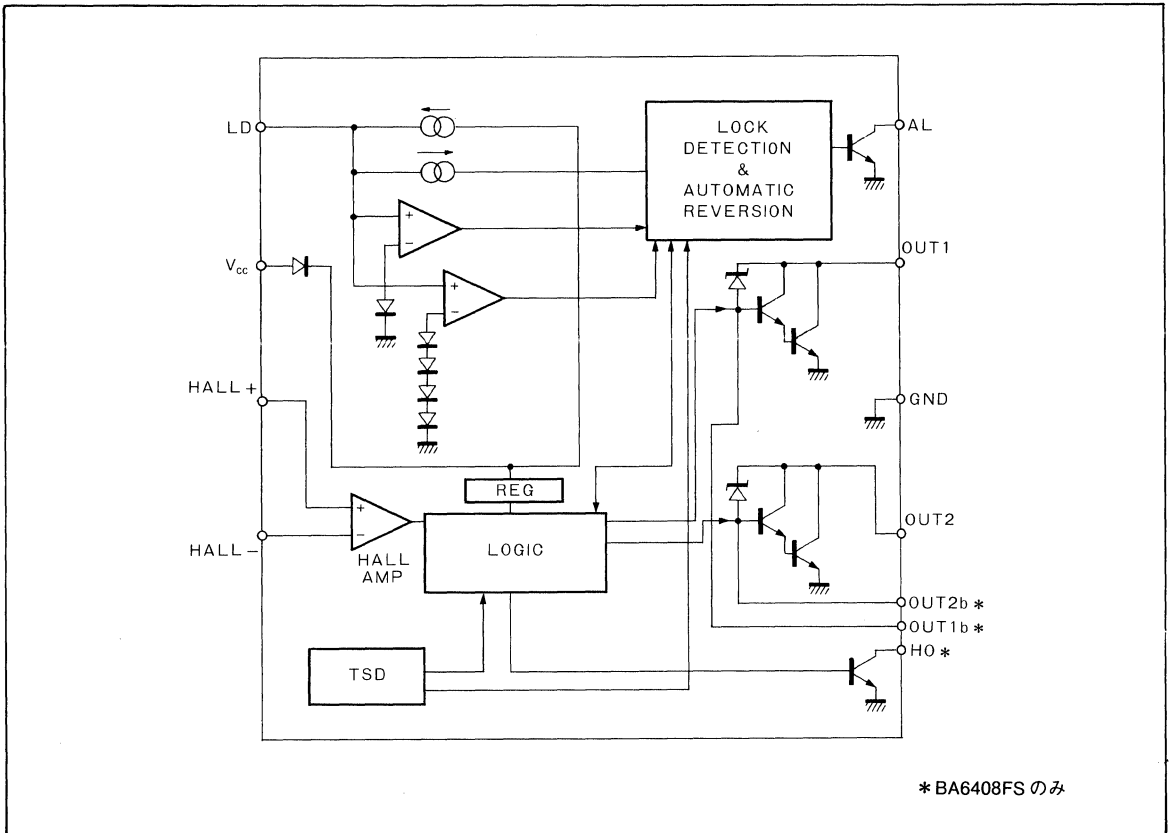 LD
LOCK
DETECTION
&
AUTOMATIC
REVERSION
AL
+
−
Vcc
OUT1
+
−
HALL+
GND
REG
+
−
HALL
AMP
LOGIC
HALL−
OUT2
OUT2b*
OUT1b*
HO*
TSD
*BA6408FSのみ